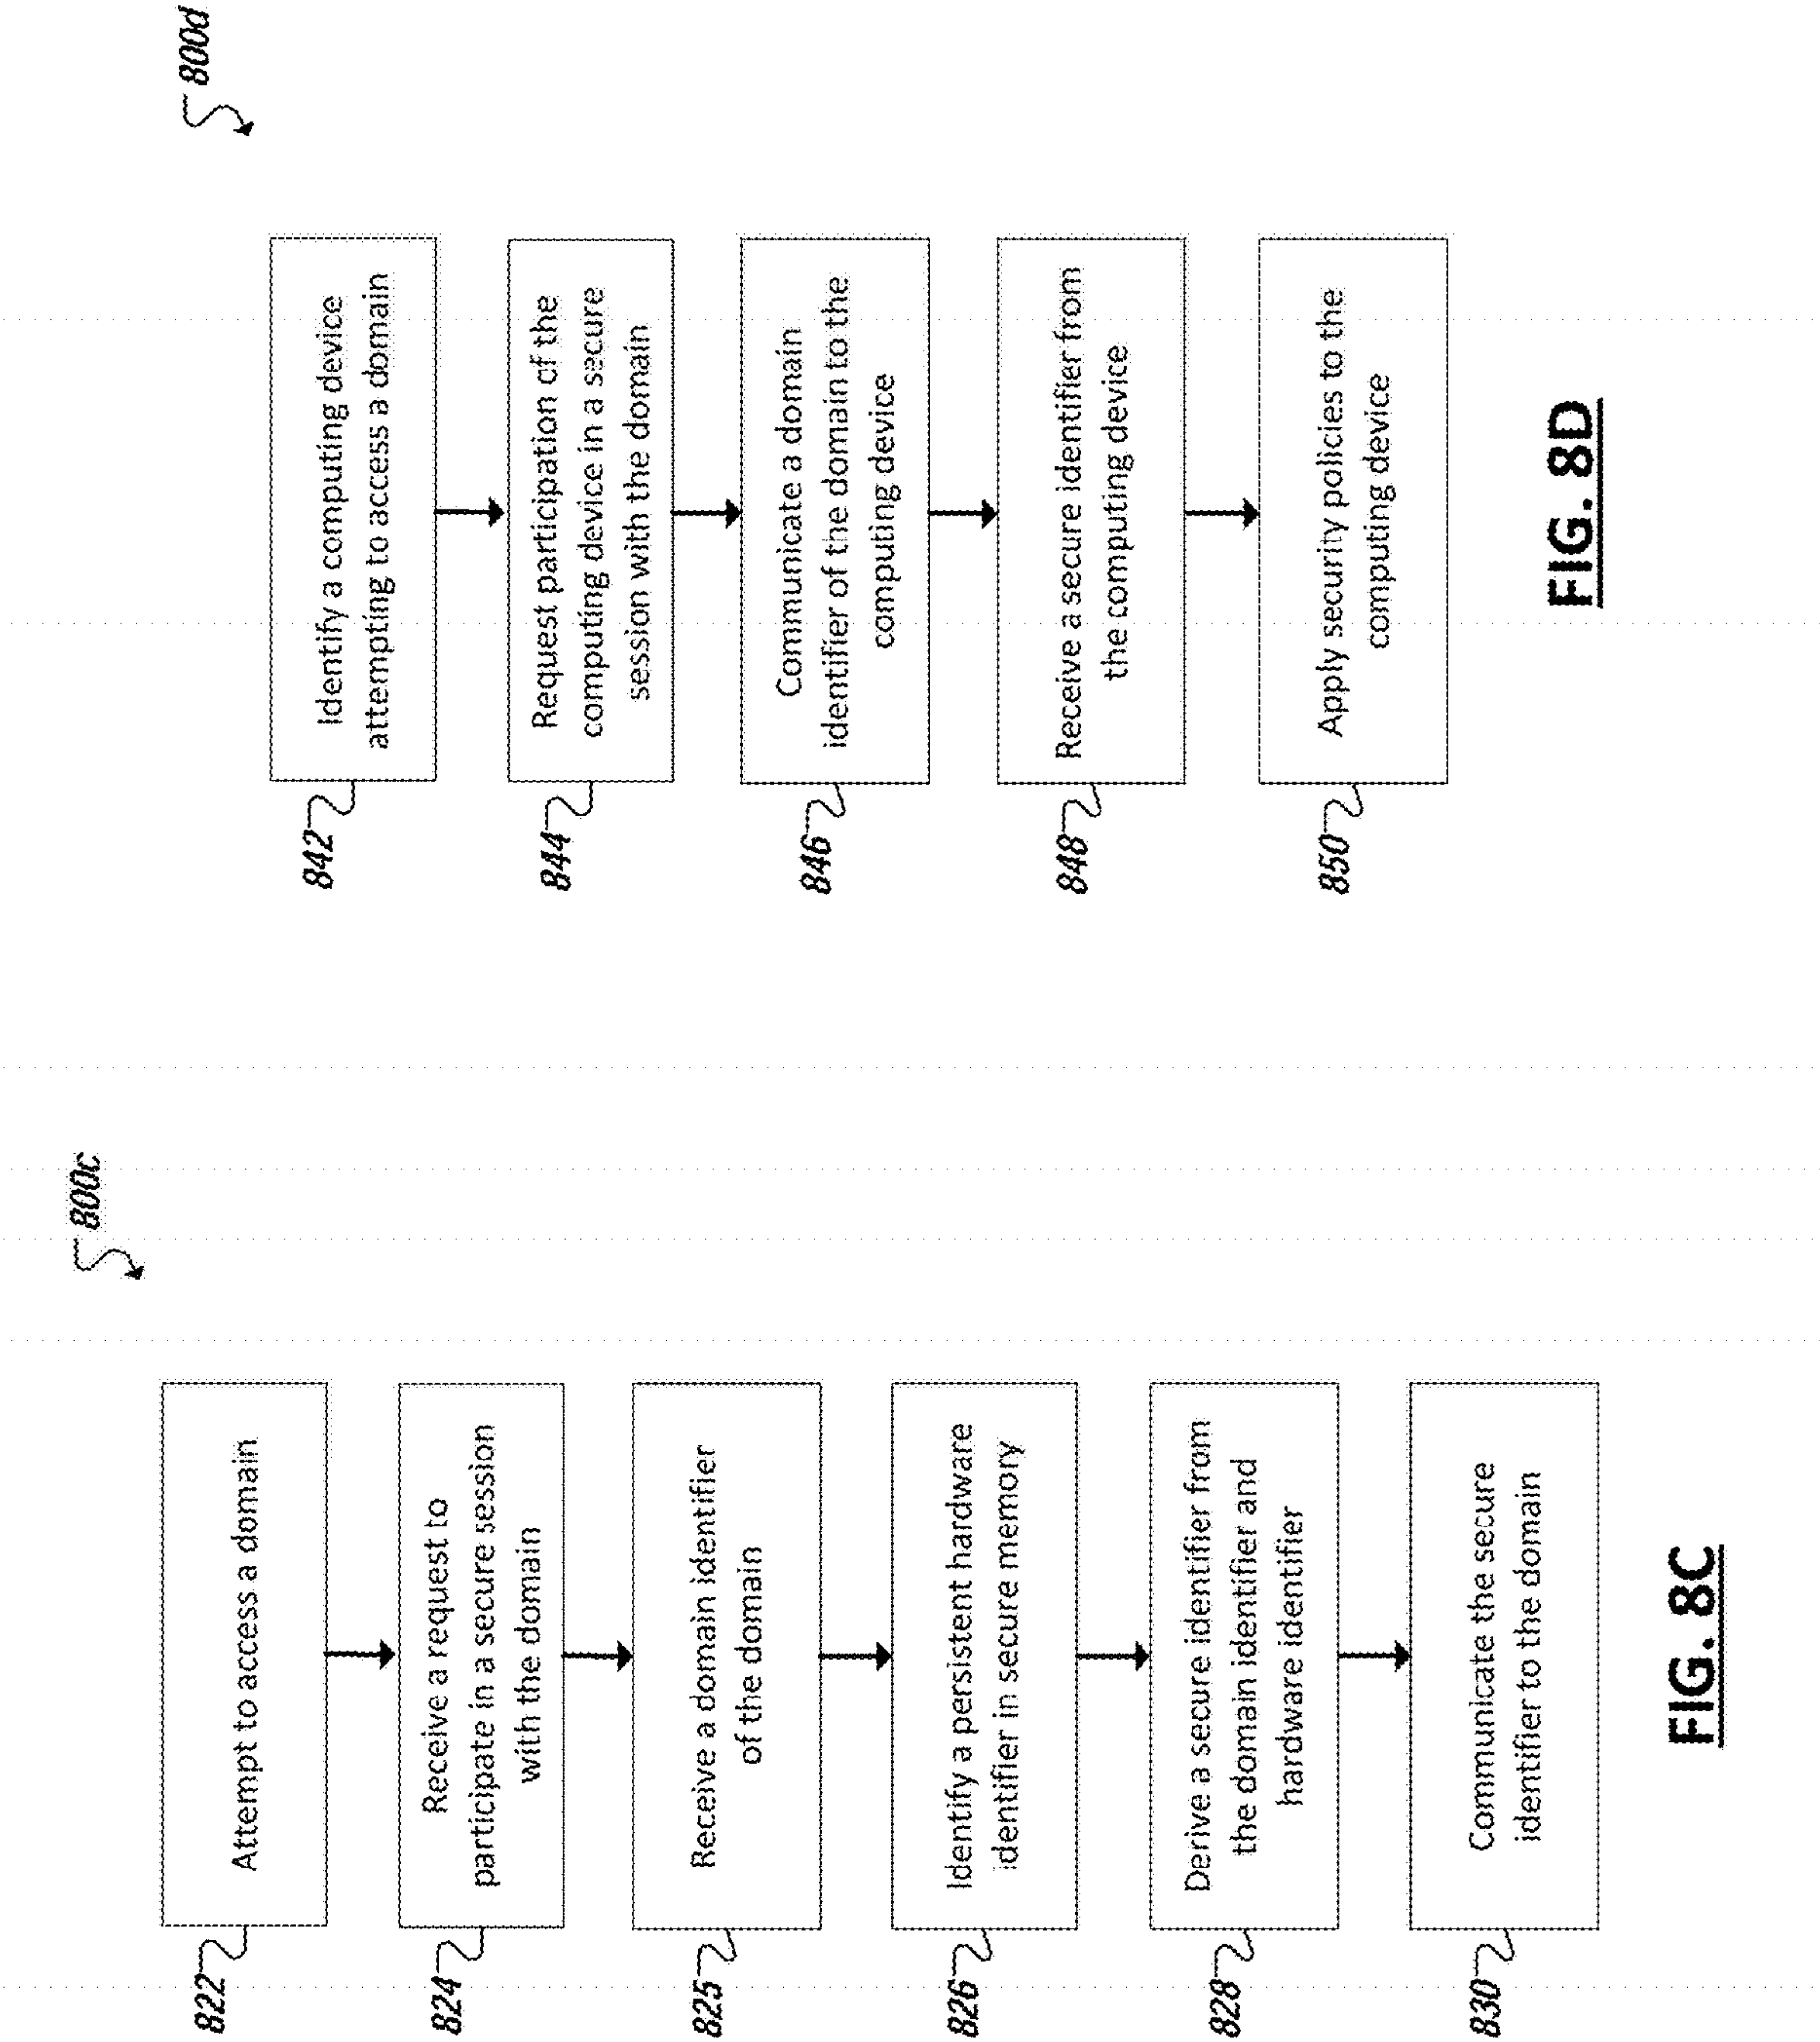 800c
822
Attempt to access a domain
824
Receive a request to
participate in a secure session
with the domain
825
Receive a domain identifier
of the domain
826
Identify a persistent hardware
identifier in secure memory
828
Derive a secure identifier from
the domain identifier and
hardware identifier
830
Communicate the secure
identifier to the domain
FIG. 8C
800d
842
Identify a computing device
attempting to access a domain
844
Request participation of the
computing device in a secure
session with the domain
846
Communicate a domain
identifier of the domain to the
computing device
848
Receive a secure identifier from
the computing device
850
Apply security policies to the
computing device
FIG. 8D